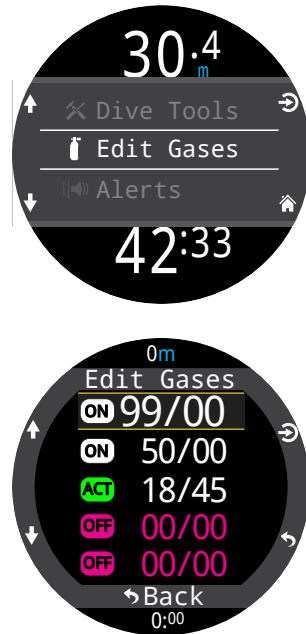 30.4
m
Dive Tools
Edit Gases
Alerts
42:33
0m
Edit Gases
ON 99/00
ON 50/00
ACT 18/45
OFF 00/00
OFF 00/00
Back
0:00